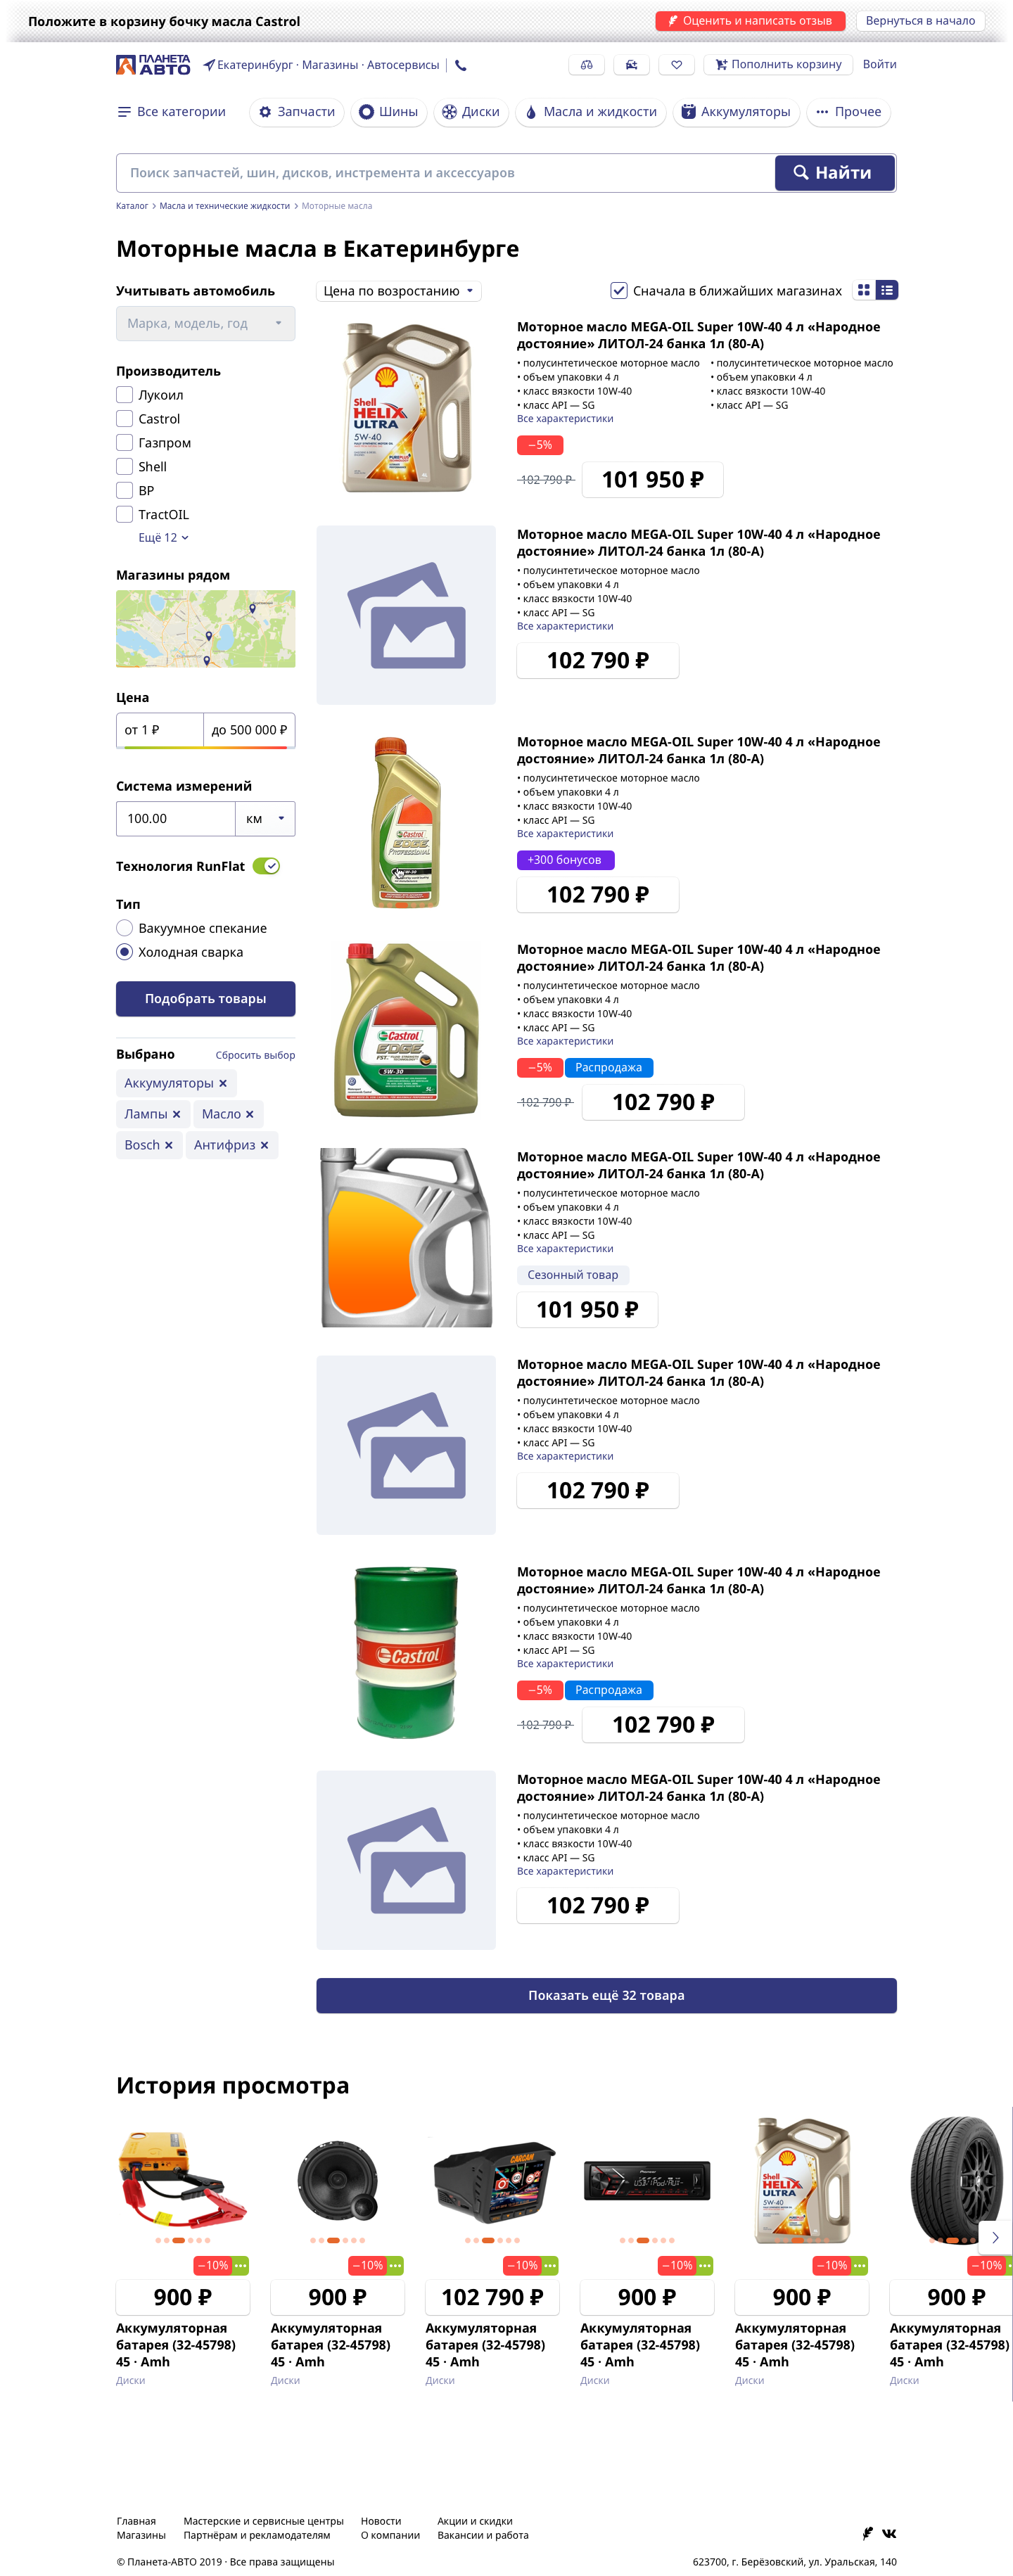 Положите в корзину бочку масла Castrol
Оценить и написать отзыв
Вернуться в начало
ПЛАНЕТА АВТО
Екатеринбург · Магазины · Автосервисы
Пополнить корзину
Войти
Все категории
Запчасти
Шины
Диски
Масла и жидкости
Аккумуляторы
Прочее
Поиск запчастей, шин, дисков, инстремента и аксессуаров
Найти
Каталог > Масла и технические жидкости > Моторные масла
Моторные масла в Екатеринбурге
Учитывать автомобиль
Марка, модель, год
Производитель
Лукоил
Castrol
Газпром
Shell
BP
TractOIL
Ещё 12
Магазины рядом
Цена
от 1 ₽
до 500 000 ₽
Система измерений
100.00
км
Технология RunFlat
Тип
Вакуумное спекание
Холодная сварка
Подобрать товары
Выбрано
Сбросить выбор
Аккумуляторы
Лампы
Масло
Bosch
Антифриз
Цена по возростанию
Сначала в ближайших магазинах
Shell
HELIX
ULTRA
5W-40
Моторное масло MEGA-OIL Super 10W-40 4 л «Народное
достояние» ЛИТОЛ-24 банка 1л (80-А)
• полусинтетическое моторное масло
• объем упаковки 4 л
• класс вязкости 10W-40
• класс API — SG
• полусинтетическое моторное масло
• объем упаковки 4 л
• класс вязкости 10W-40
• класс API — SG
Все характеристики
–5%
102 790 ₽
101 950 ₽
Моторное масло MEGA-OIL Super 10W-40 4 л «Народное
достояние» ЛИТОЛ-24 банка 1л (80-А)
• полусинтетическое моторное масло
• объем упаковки 4 л
• класс вязкости 10W-40
• класс API — SG
Все характеристики
102 790 ₽
Castrol
EDGE
Professional
Моторное масло MEGA-OIL Super 10W-40 4 л «Народное
достояние» ЛИТОЛ-24 банка 1л (80-А)
• полусинтетическое моторное масло
• объем упаковки 4 л
• класс вязкости 10W-40
• класс API — SG
Все характеристики
+300 бонусов
102 790 ₽
Castrol
EDGE
5W-30
Моторное масло MEGA-OIL Super 10W-40 4 л «Народное
достояние» ЛИТОЛ-24 банка 1л (80-А)
• полусинтетическое моторное масло
• объем упаковки 4 л
• класс вязкости 10W-40
• класс API — SG
Все характеристики
–5%
Распродажа
102 790 ₽
102 790 ₽
Моторное масло MEGA-OIL Super 10W-40 4 л «Народное
достояние» ЛИТОЛ-24 банка 1л (80-А)
• полусинтетическое моторное масло
• объем упаковки 4 л
• класс вязкости 10W-40
• класс API — SG
Все характеристики
Сезонный товар
101 950 ₽
Моторное масло MEGA-OIL Super 10W-40 4 л «Народное
достояние» ЛИТОЛ-24 банка 1л (80-А)
• полусинтетическое моторное масло
• объем упаковки 4 л
• класс вязкости 10W-40
• класс API — SG
Все характеристики
102 790 ₽
Castrol
Моторное масло MEGA-OIL Super 10W-40 4 л «Народное
достояние» ЛИТОЛ-24 банка 1л (80-А)
• полусинтетическое моторное масло
• объем упаковки 4 л
• класс вязкости 10W-40
• класс API — SG
Все характеристики
–5%
Распродажа
102 790 ₽
102 790 ₽
Моторное масло MEGA-OIL Super 10W-40 4 л «Народное
достояние» ЛИТОЛ-24 банка 1л (80-А)
• полусинтетическое моторное масло
• объем упаковки 4 л
• класс вязкости 10W-40
• класс API — SG
Все характеристики
102 790 ₽
Показать ещё 32 товара
История просмотра
–10%
900 ₽
Аккумуляторная
батарея (32-45798)
45 · Amh
Диски
–10%
900 ₽
Аккумуляторная
батарея (32-45798)
45 · Amh
Диски
CARCAM
–10%
102 790 ₽
Аккумуляторная
батарея (32-45798)
45 · Amh
Диски
Pioneer
–10%
900 ₽
Аккумуляторная
батарея (32-45798)
45 · Amh
Диски
Shell
HELIX
ULTRA
5W-40
–10%
900 ₽
Аккумуляторная
батарея (32-45798)
45 · Amh
Диски
–10%
900 ₽
Аккумуляторная
батарея (32-45798)
45 · Amh
Диски
Главная
Магазины
Мастерские и сервисные центры
Партнёрам и рекламодателям
Новости
О компании
Акции и скидки
Вакансии и работа
© Планета-АВТО 2019 · Все права защищены
623700, г. Берёзовский, ул. Уральская, 140